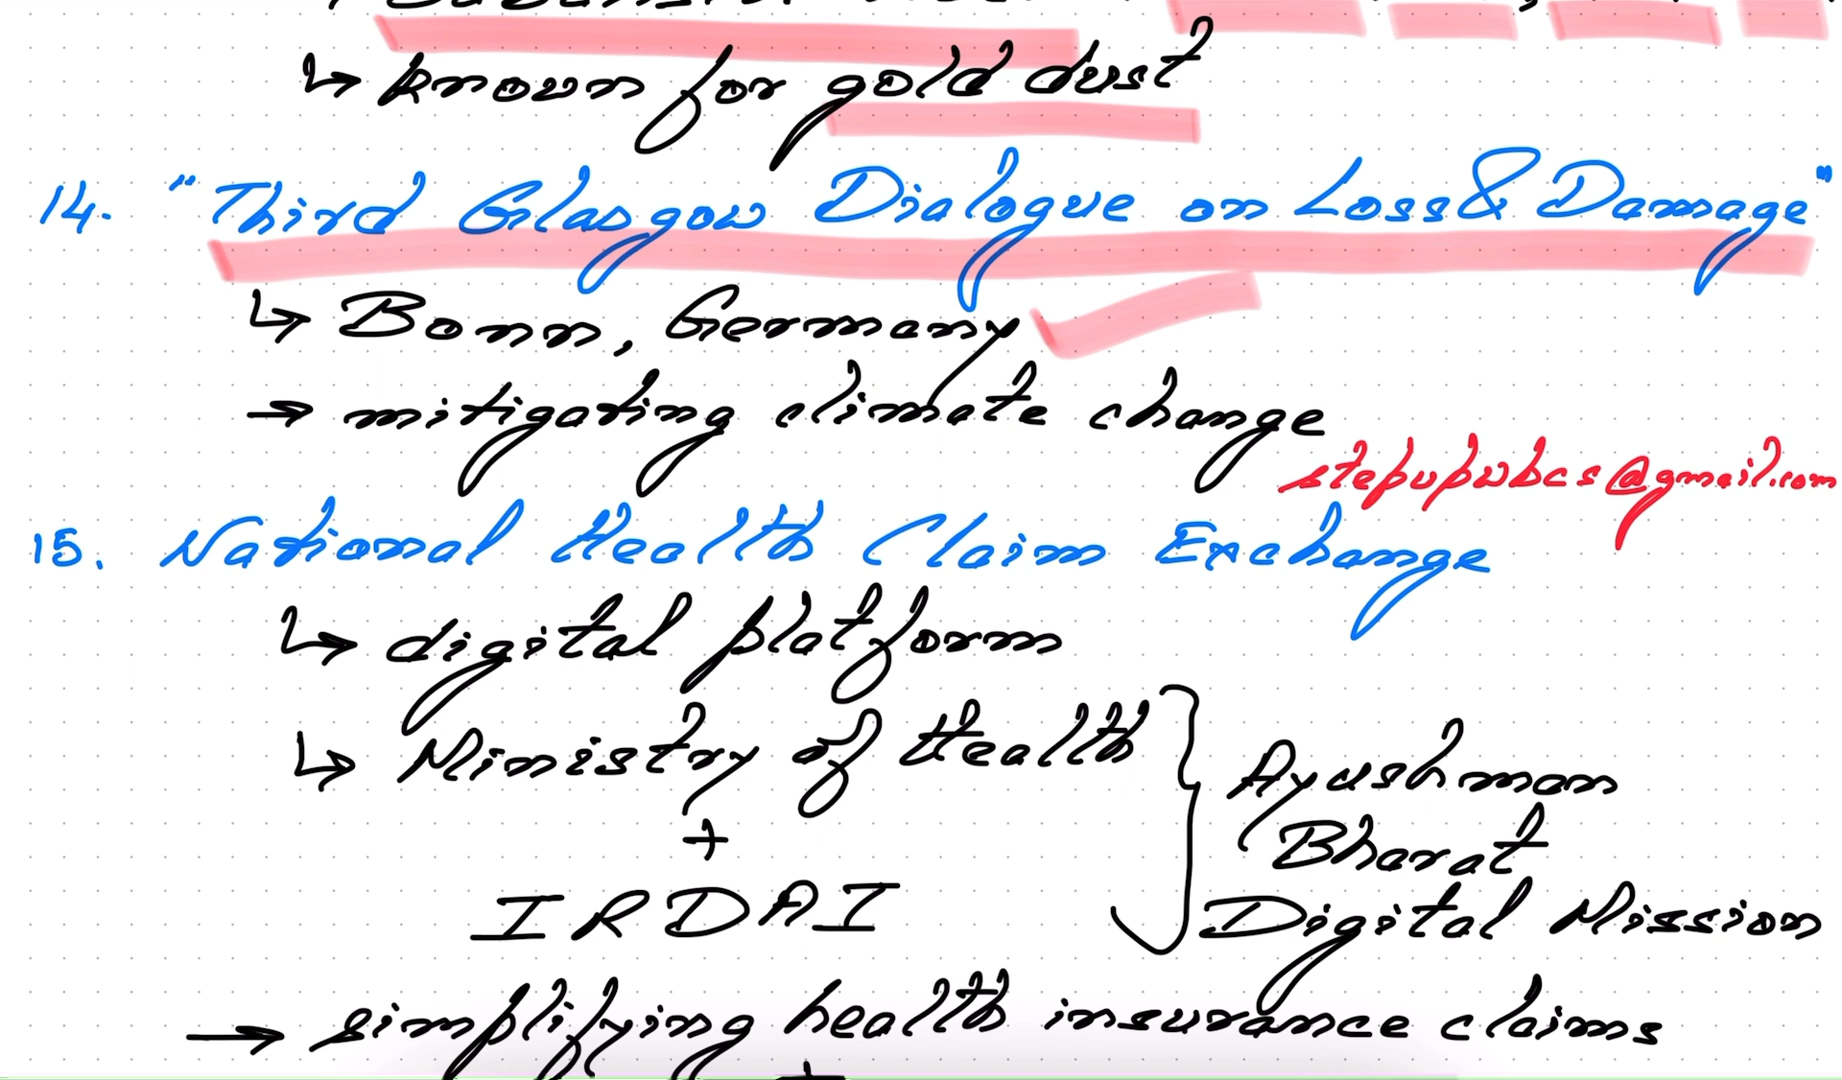 ↳ known for gold dust
14. "Third Glasgow Dialogue on Loss & Damage"
↳ Bonn, Germany
→ mitigating climate change
stepupwbcs@gmail.com
15. National Health Claim Exchange
↳ digital platform
↳ Ministry of Health
+
IRDAI
Ayushman
Bharat
Digital Mission
→ simplifying health insurance claims